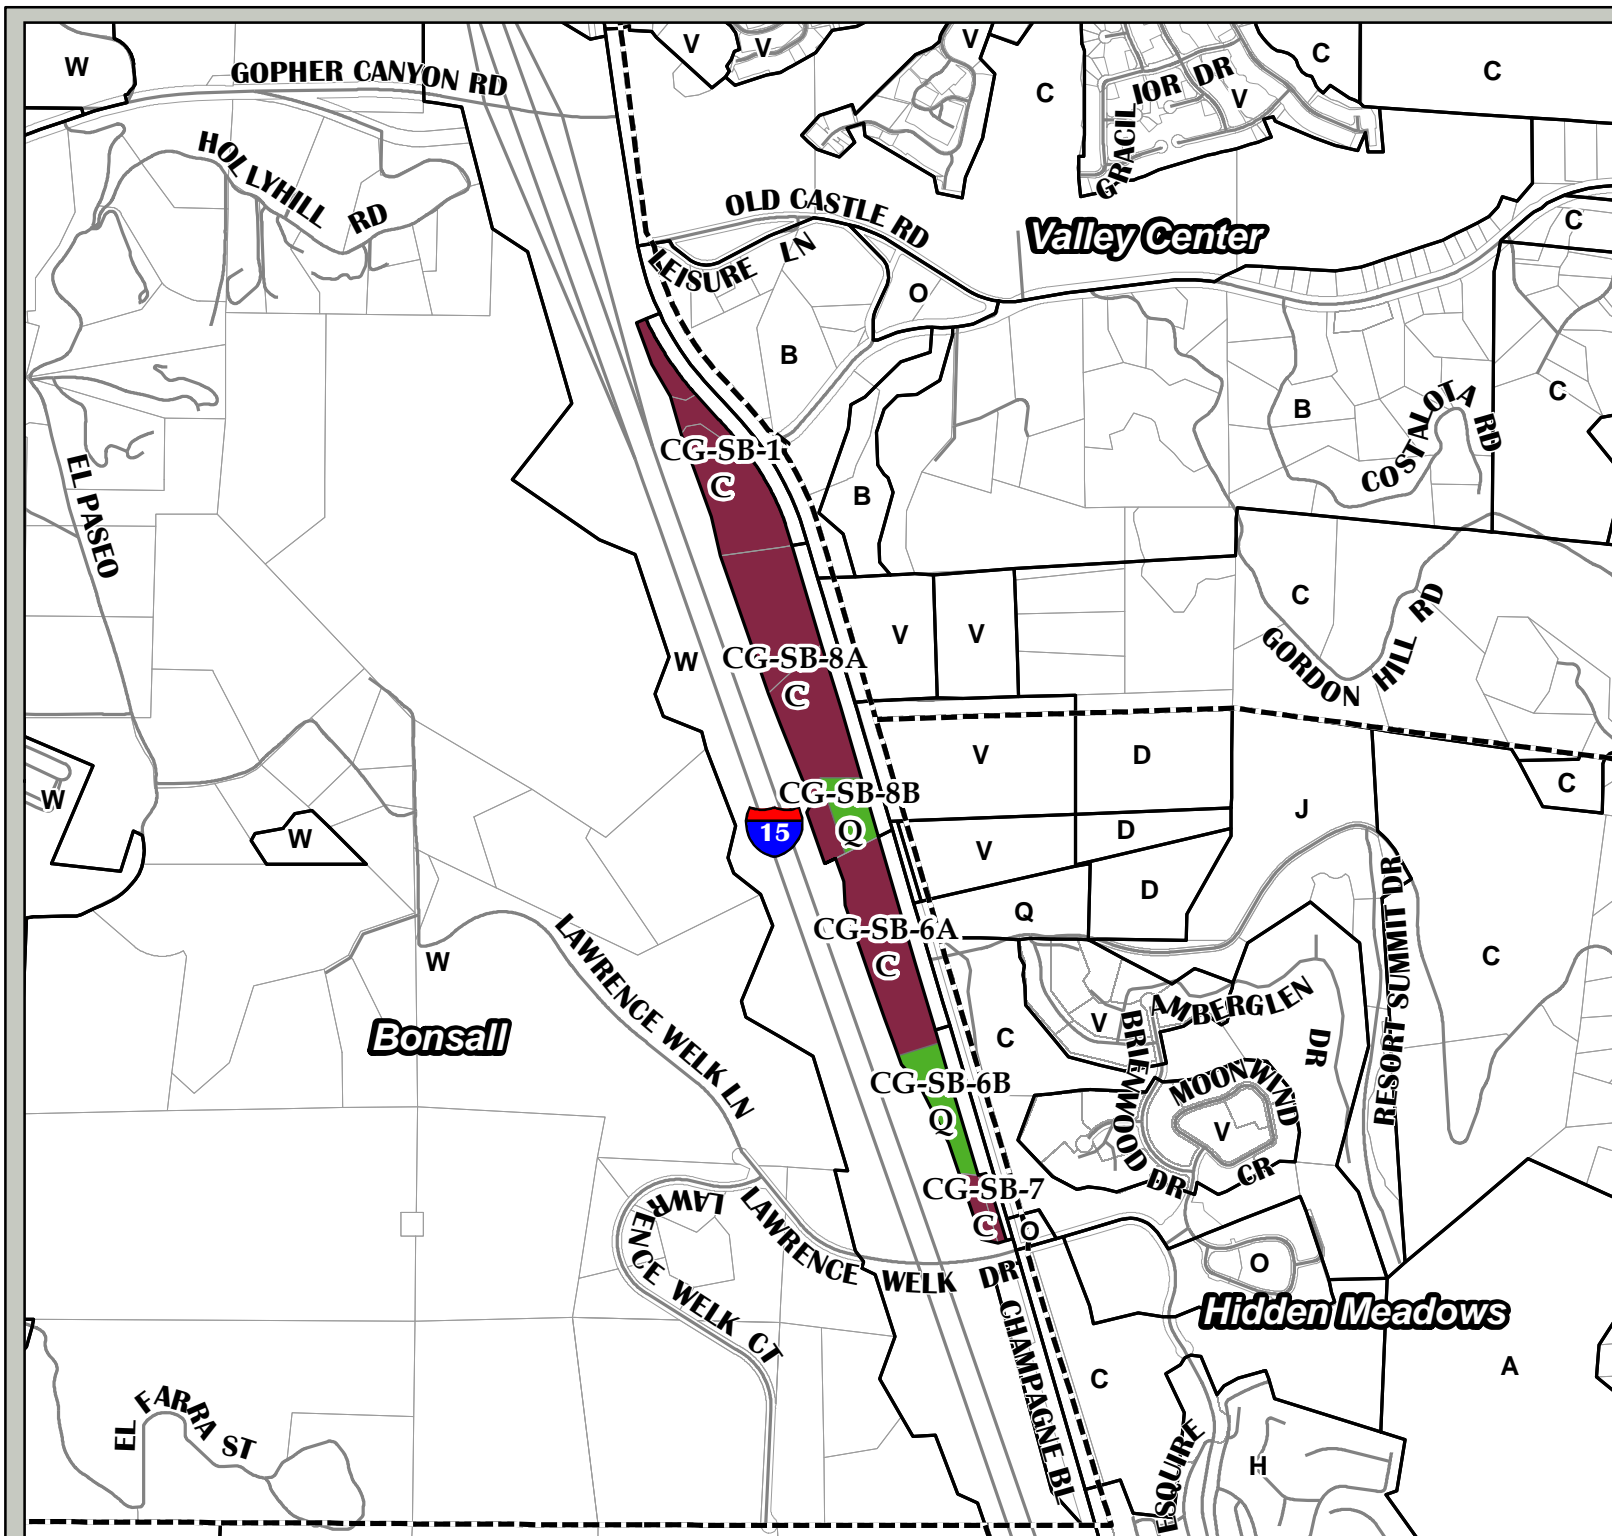 V
V
V
C
C
W
GOPHER CANYON RD
C
GRACILIOR DR
V
HOLLYHILL RD
OLD CASTLE RD
Valley Center
C
LEISURE LN
O
B
B
C
COSTALOTA RD
CG-SB-1
C
B
EL PASEO
C
GORDON HILL RD
V
V
W
CG-SB-8A
C
V
D
C
W
CG-SB-8B
Q
15
J
W
V
D
D
Q
RESORT SUMMIT DR
CG-SB-6A
C
W
LAWRENCE WELK LN
C
AMBERGLEN DR
V
C
BRIENWOOD DR
Bonsall
CG-SB-6B
Q
MOONWIND CR
V
CG-SB-7
C
O
LAWRENCE WELK CT
LAWRENCE WELK DR
O
Hidden Meadows
CHAMPAGNE BL
C
A
EL FARRA ST
ESQUIRE
H